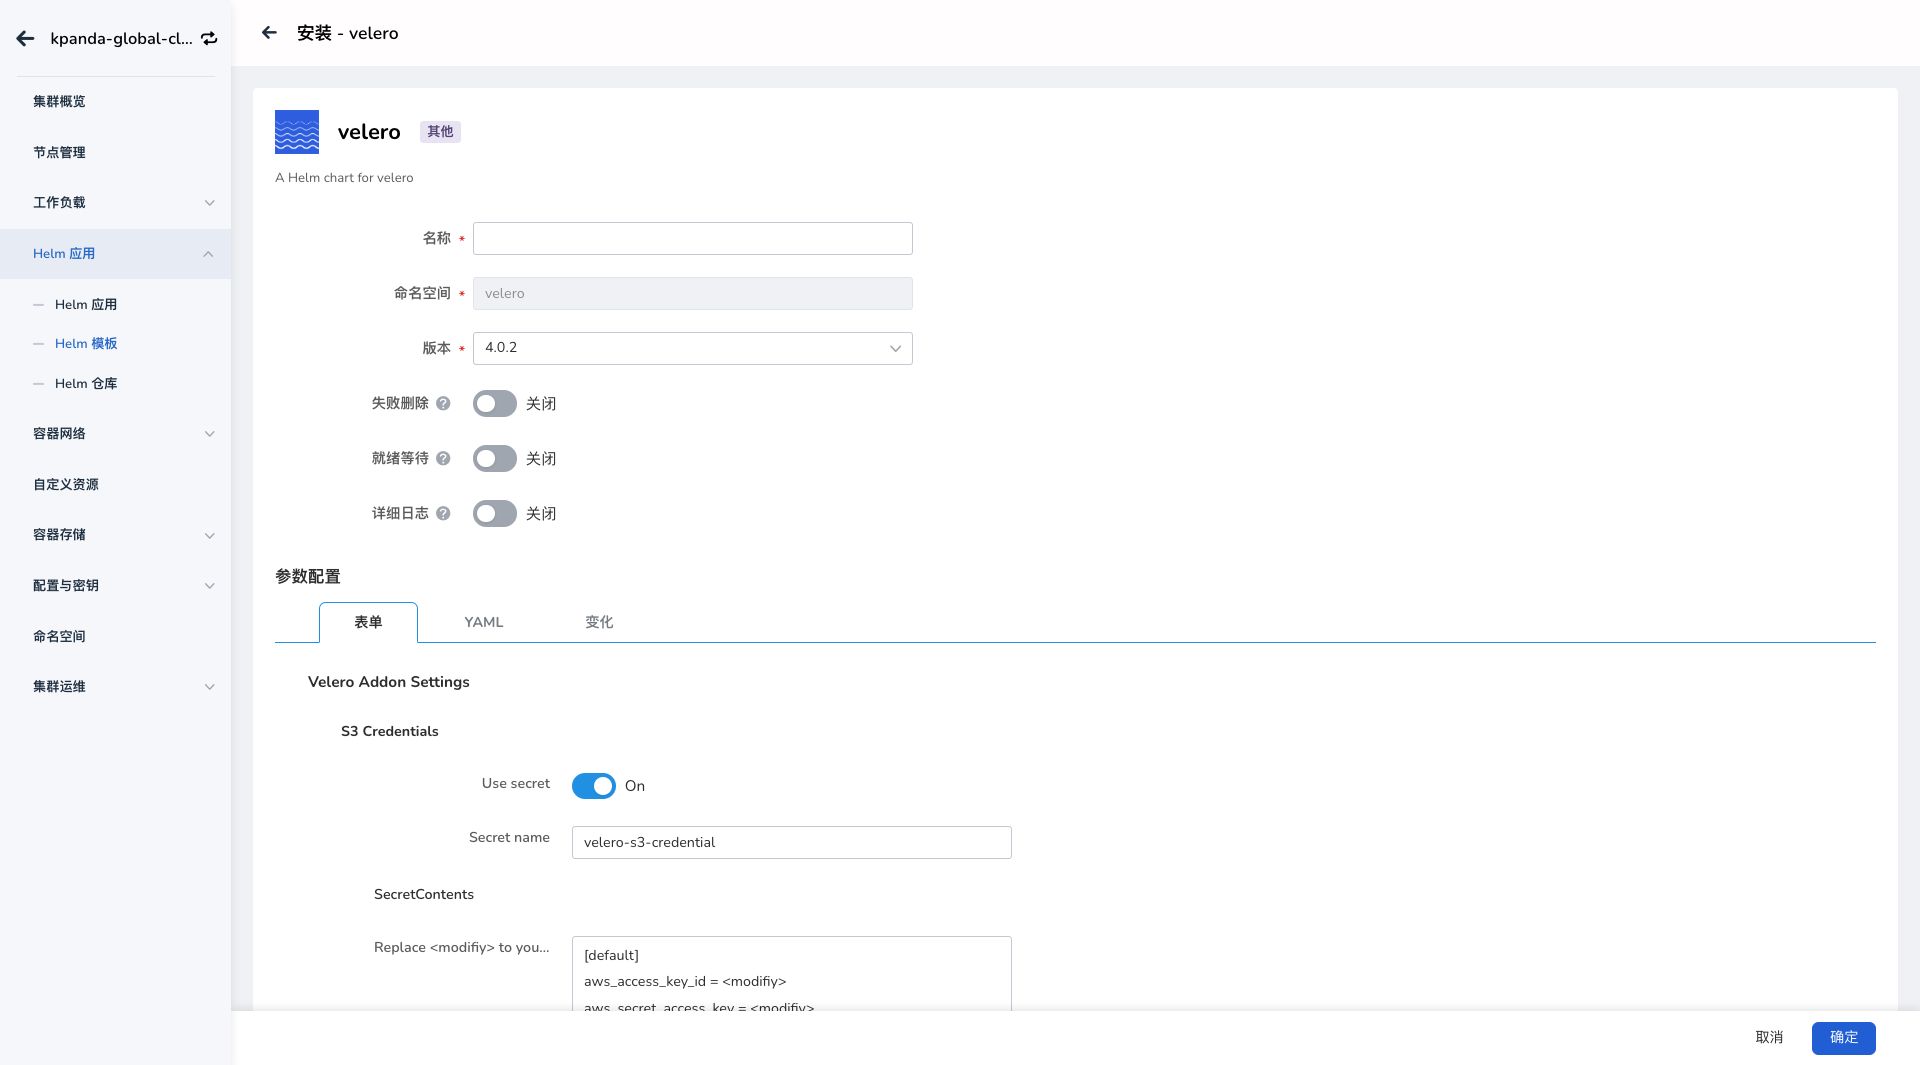 kpanda-global-cl...
集群概览
节点管理
工作负载
Helm 应用
Helm 应用
Helm 模板
Helm 仓库
容器网络
自定义资源
容器存储
配置与密钥
命名空间
集群运维
安装 - velero
velero 其他
A Helm chart for velero
名称 *
命名空间 * velero
版本 * 4.0.2
失败删除 ? 关闭
就绪等待 ? 关闭
详细日志 ? 关闭
参数配置
表单 YAML 变化
Velero Addon Settings
S3 Credentials
Use secret On
Secret name velero-s3-credential
SecretContents
Replace <modifiy> to you... [default]
aws_access_key_id = <modifiy>
aws_secret_access_key = <modifiy>
取消 确定